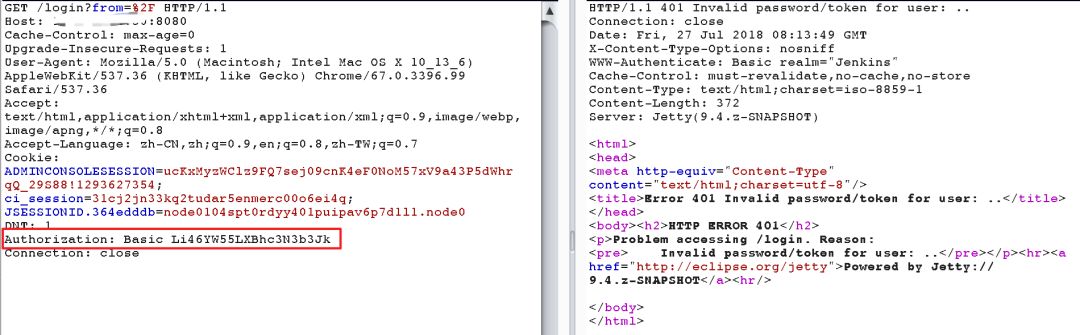 GET /login?from=%2F HTTP/1.1
Host: :8080
Cache-Control: max-age=0
Upgrade-Insecure-Requests: 1
User-Agent: Mozilla/5.0 (Macintosh; Intel Mac OS X 10_13_6)
AppleWebKit/537.36 (KHTML, like Gecko) Chrome/67.0.3396.99
Safari/537.36
Accept:
text/html,application/xhtml+xml,application/xml;q=0.9,image/webp,
image/apng,*/*;q=0.8
Accept-Language: zh-CN,zh;q=0.9,en;q=0.8,zh-TW;q=0.7
Cookie:
ADMINCONSOLESESSION=ucKxMyzWClz9FQ7sej09cnK4eF0NoM57xV9a43P5dWhr
qQ_29S88!1293627354;
ci_session=31cj2jn33kq2tudar5enmerc00o6ei4q;
JSESSIONID.364edddb=node0104spt0rdyy401puipav6p7d111.node0
DNT: 1
Authorization: Basic Li46YW55LXBhc3N3b3Jk
Connection: close
HTTP/1.1 401 Invalid password/token for user: ..
Connection: close
Date: Fri, 27 Jul 2018 08:13:49 GMT
X-Content-Type-Options: nosniff
WWW-Authenticate: Basic realm="Jenkins"
Cache-Control: must-revalidate,no-cache,no-store
Content-Type: text/html;charset=iso-8859-1
Content-Length: 372
Server: Jetty(9.4.z-SNAPSHOT)
<html>
<head>
<meta http-equiv="Content-Type"
content="text/html;charset=utf-8"/>
<title>Error 401 Invalid password/token for user: ..</title>
</head>
<body><h2>HTTP ERROR 401</h2>
<p>Problem accessing /login. Reason:
<pre>    Invalid password/token for user: ..</pre></p><hr><a
href="http://eclipse.org/jetty">Powered by Jetty://
9.4.z-SNAPSHOT</a><hr/>
</body>
</html>